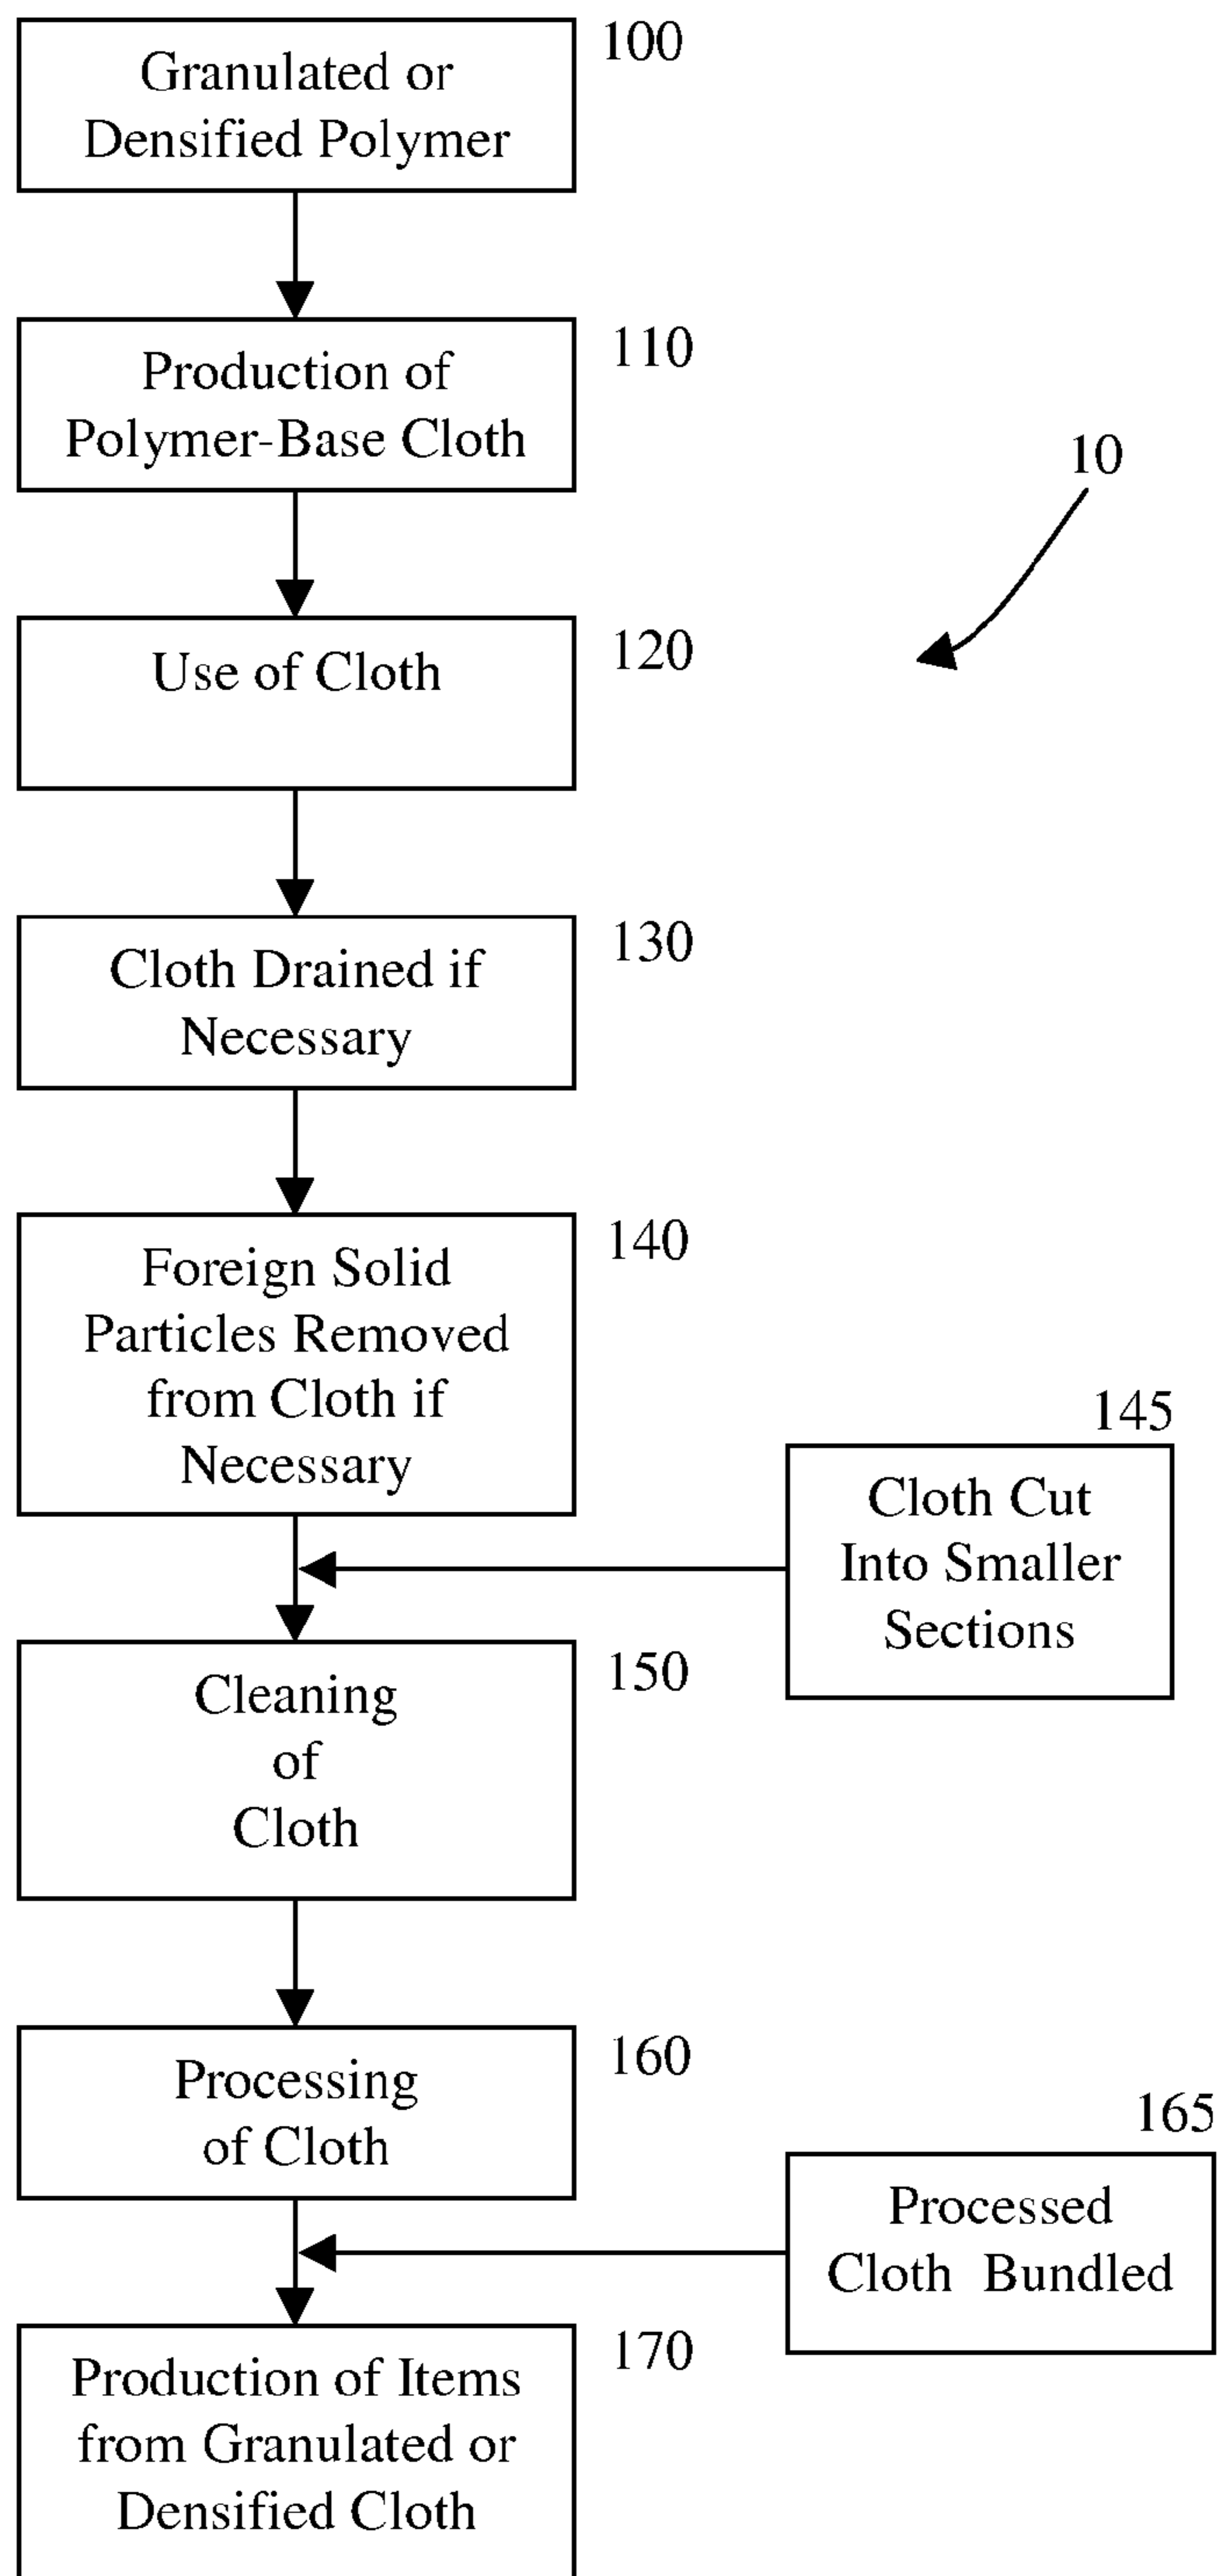 100
Granulated or
Densified Polymer
110
Production of
Polymer-Base Cloth
10
120
Use of Cloth
130
Cloth Drained if
Necessary
140
Foreign Solid
Particles Removed
from Cloth if
Necessary
145
Cloth Cut
Into Smaller
Sections
150
Cleaning
of
Cloth
160
Processing
of Cloth
165
Processed
Cloth Bundled
170
Production of Items
from Granulated or
Densified Cloth